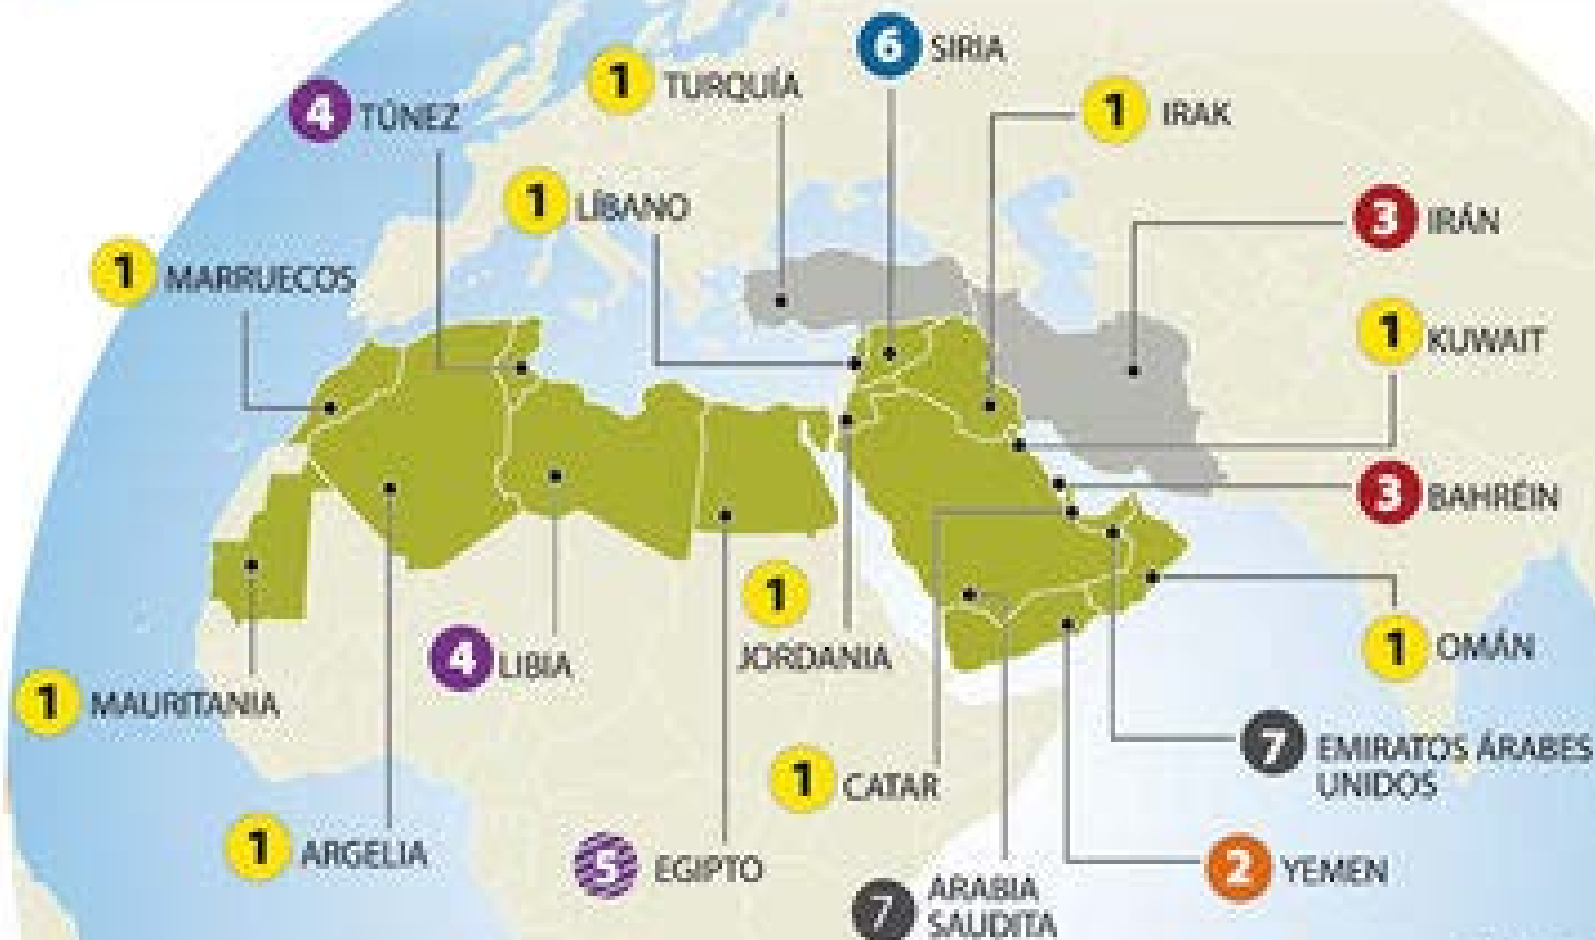 6 SIRIA
1 TURQUÍA
4 TÚNEZ
1 IRAK
1 LÍBANO
3 IRÁN
1 MARRUECOS
1 KUWAIT
3 BAHRÉIN
1
JORDANIA
4 LIBIA
1 OMÁN
1 MAURITANIA
7 EMIRATOS ÁRABES
UNIDOS
1 CATAR
1 ARGELIA
5 EGIPTO
2 YEMEN
7 ARABIA
SAUDITA